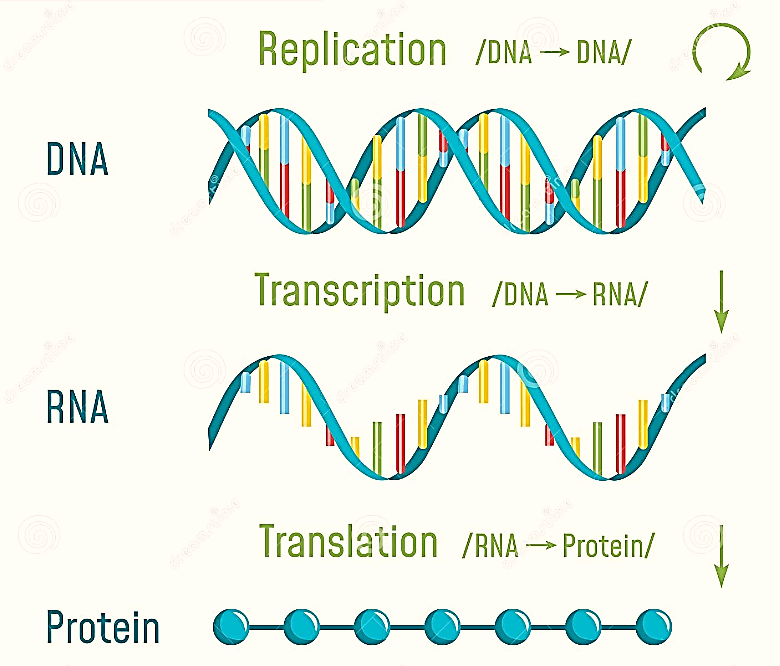 Replication /DNA → DNA/
DNA
Transcription /DNA → RNA/
RNA
Translation /RNA → Protein/
Protein